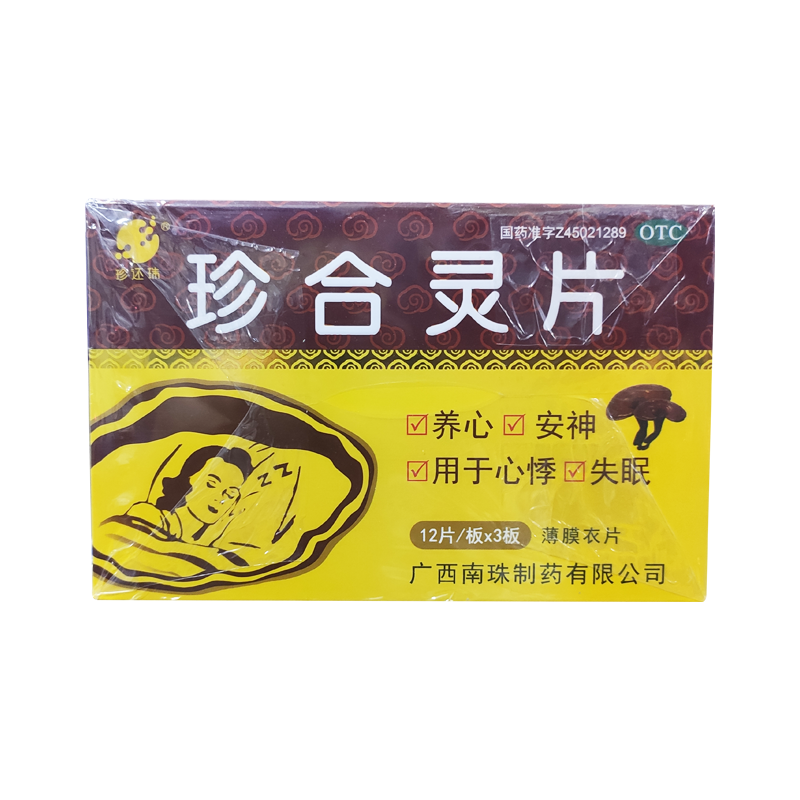 国药准字Z45021289 OTC
珍还珠®
珍合灵片
☑养心 ☑安神
☑用于心悸 ☑失眠
zzz
12片/板x3板 薄膜衣片
广西南珠制药有限公司